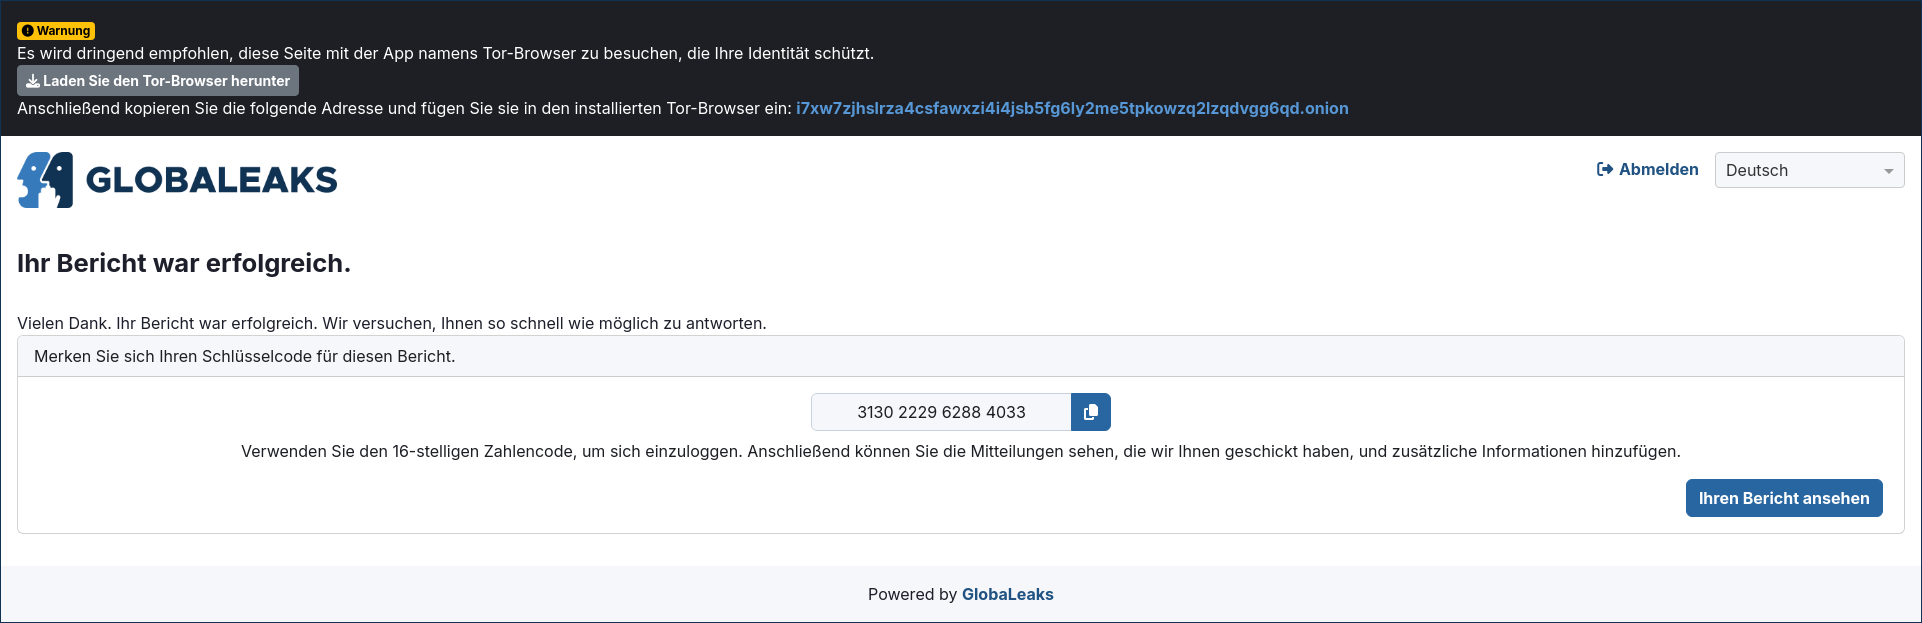 Warnung
Es wird dringend empfohlen, diese Seite mit der App namens Tor-Browser zu besuchen, die Ihre Identität schützt.
Laden Sie den Tor-Browser herunter
Anschließend kopieren Sie die folgende Adresse und fügen Sie sie in den installierten Tor-Browser ein: i7xw7zjhslrza4csfawxzi4i4jsb5fg6ly2me5tpkowzq2lzqdvgg6qd.onion
GLOBALEAKS
Abmelden
Deutsch
Ihr Bericht war erfolgreich.
Vielen Dank. Ihr Bericht war erfolgreich. Wir versuchen, Ihnen so schnell wie möglich zu antworten.
Merken Sie sich Ihren Schlüsselcode für diesen Bericht.
3130 2229 6288 4033
Verwenden Sie den 16-stelligen Zahlencode, um sich einzuloggen. Anschließend können Sie die Mitteilungen sehen, die wir Ihnen geschickt haben, und zusätzliche Informationen hinzufügen.
Ihren Bericht ansehen
Powered by GlobaLeaks